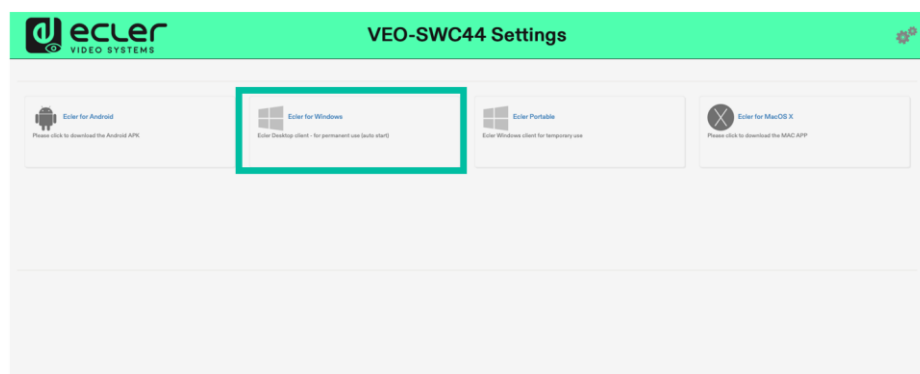 ecler
VIDEO SYSTEMS
VEO-SWC44 Settings
Ecler for Android
Please click to download the Android APK
Ecler for Windows
Ecler Desktop client - for permanent use (auto start)
Ecler Portable
Ecler Windows client for temporary use
Ecler for MacOS X
Please click to download the MAC APP